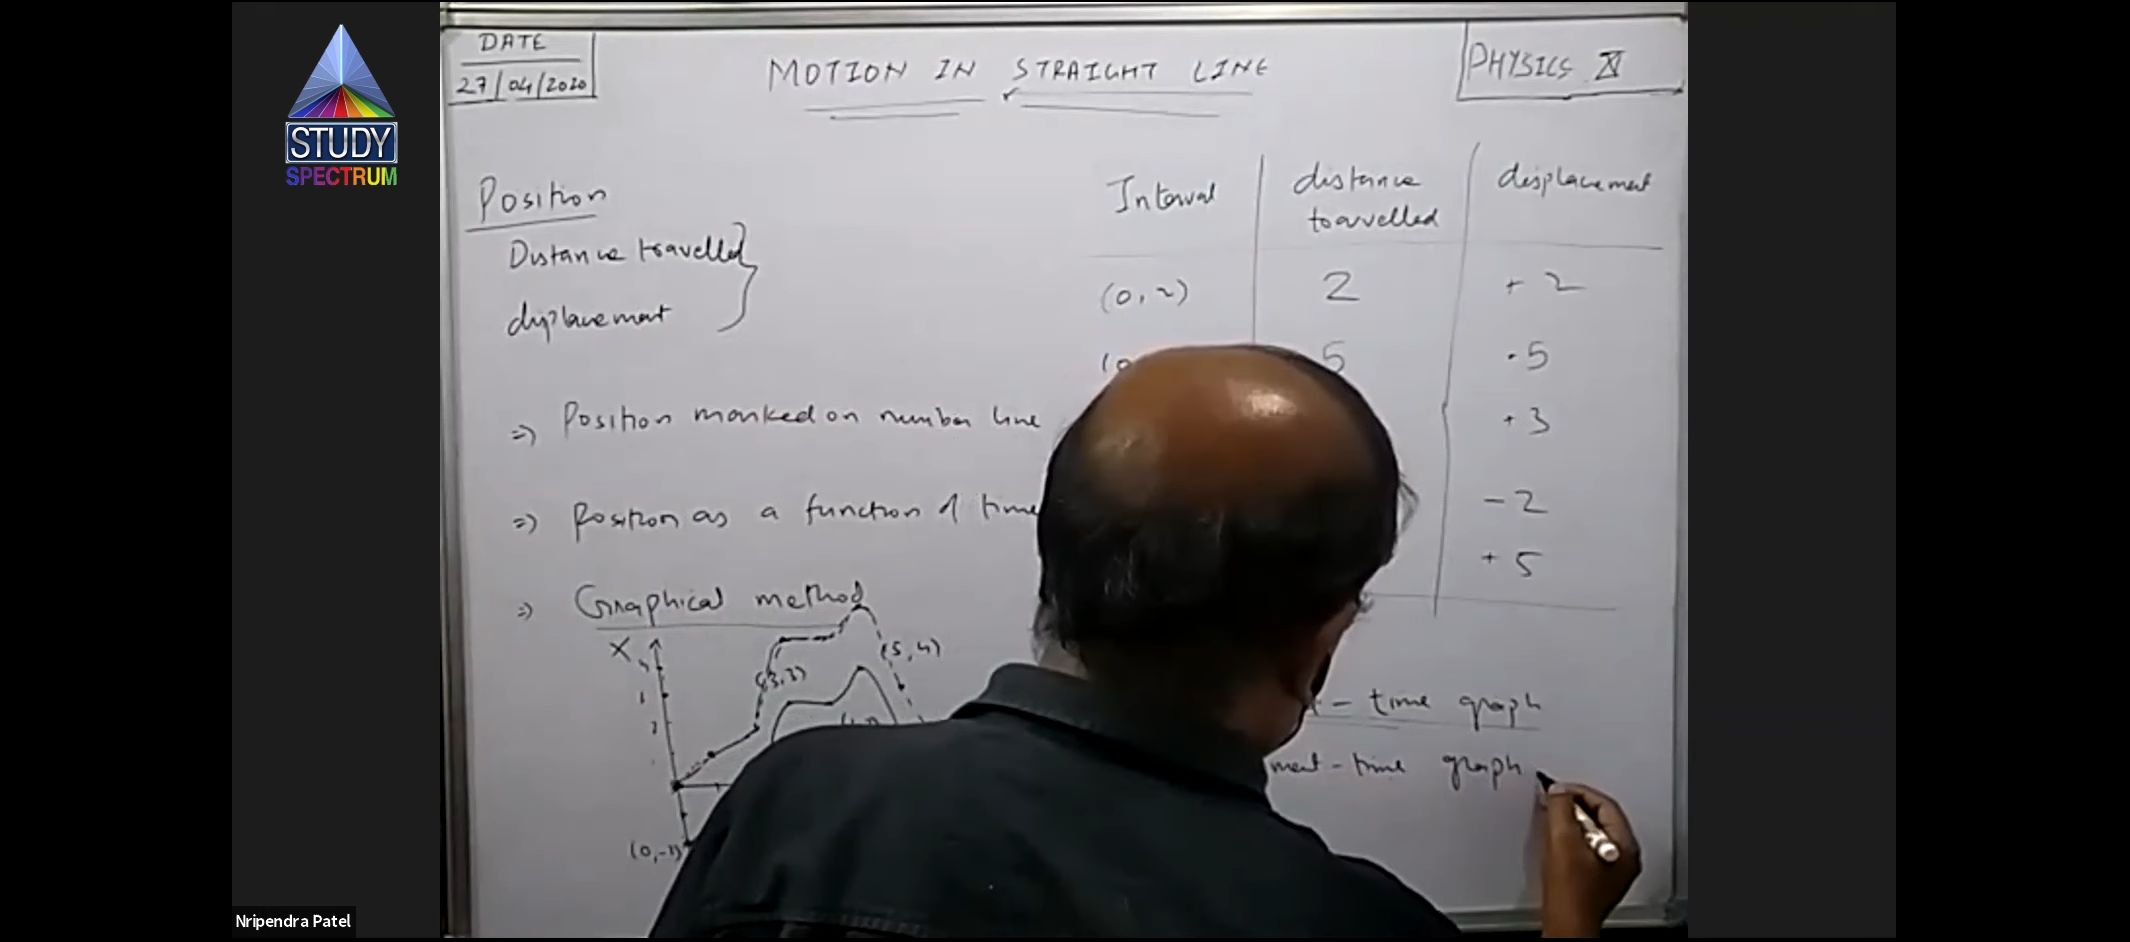 STUDY
SPECTRUM
DATE
27/04/2020
MOTION IN STRAIGHT LINE
PHYSICS XI
Position
Distance travelled
displacement
Interval
distance travelled
displacement
(0, 2)
2
+ 2
(0
5
+ 3
- 2
+ 5
=) Position marked on number line
=) Position as a function of time
=) Graphical method
X
(3,3)
(5,4)
- time graph
ment - time graph
Nripendra Patel